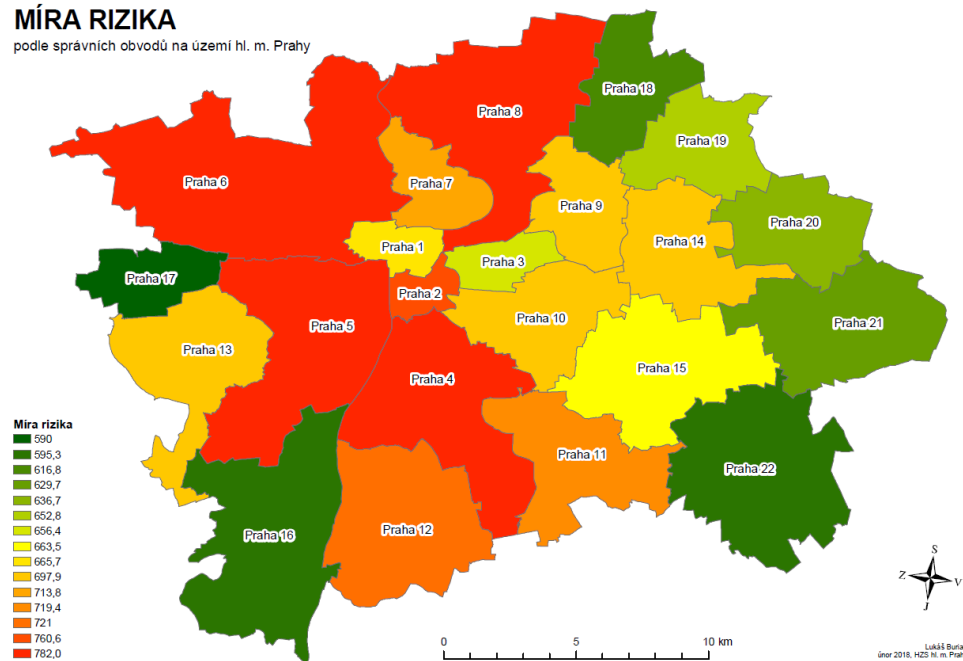 MÍRA RIZIKA
podle správních obvodů na území hl. m. Prahy
Praha 18
Praha 8
Praha 19
Praha 6
Praha 7
Praha 9
Praha 20
Praha 14
Praha 1
Praha 3
Praha 17
Praha 2
Praha 10
Praha 21
Praha 5
Praha 13
Praha 15
Praha 4
Praha 11
Praha 22
Praha 12
Praha 16
Míra rizika
590
595,3
616,8
629,7
636,7
652,8
656,4
663,5
665,7
697,9
713,8
719,4
721
760,6
782,0
S
Z V
J
0 5 10 km
Lukáš Buria
únor 2018, HZS hl. m. Prah